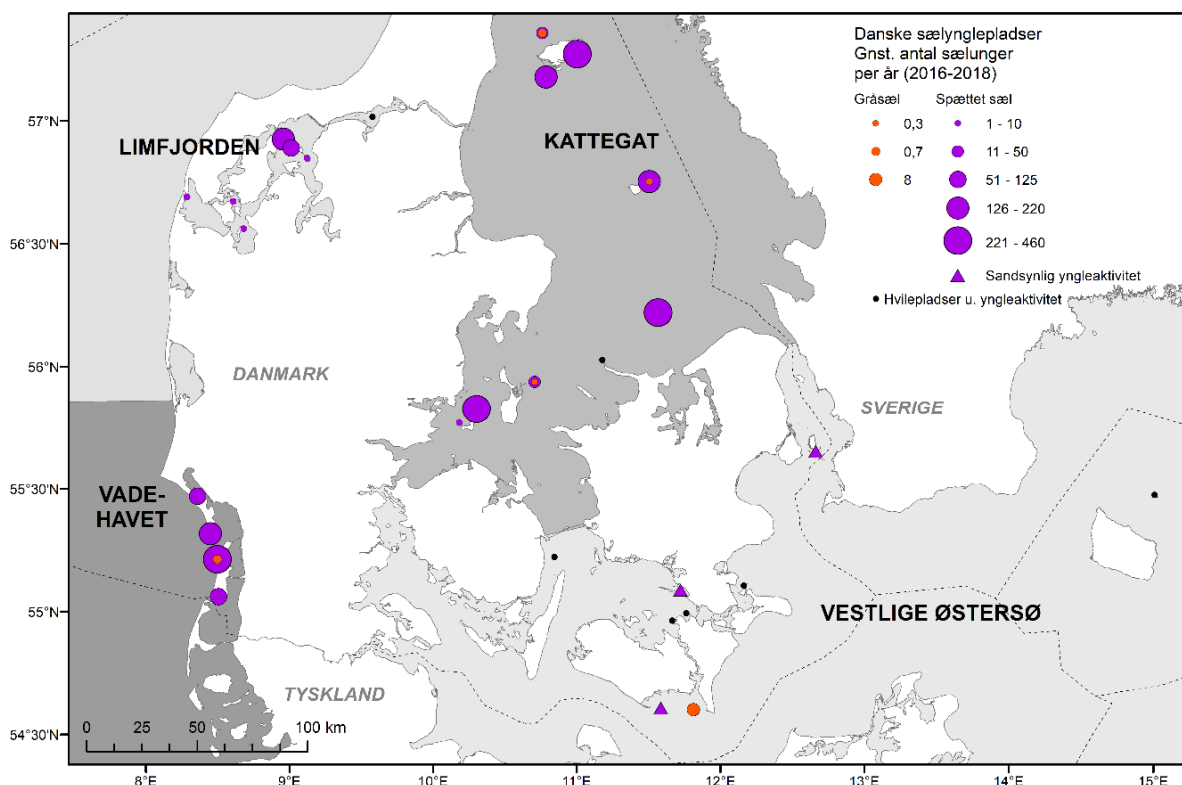 Danske sælynglepladser
Gnst. antal sælunger
per år (2016-2018)
Gråsæl
Spættet sæl
0,3
1 - 10
0,7
11 - 50
8
51 - 125
126 - 220
221 - 460
Sandsynlig yngleaktivitet
Hvilepladser u. yngleaktivitet
LIMFJORDEN
KATTEGAT
DANMARK
SVERIGE
VADE-
HAVET
VESTLIGE ØSTERSØ
TYSKLAND
0 25 50 100 km
57°N
56°30'N
56°N
55°30'N
55°N
54°30'N
8°E 9°E 10°E 11°E 12°E 13°E 14°E 15°E